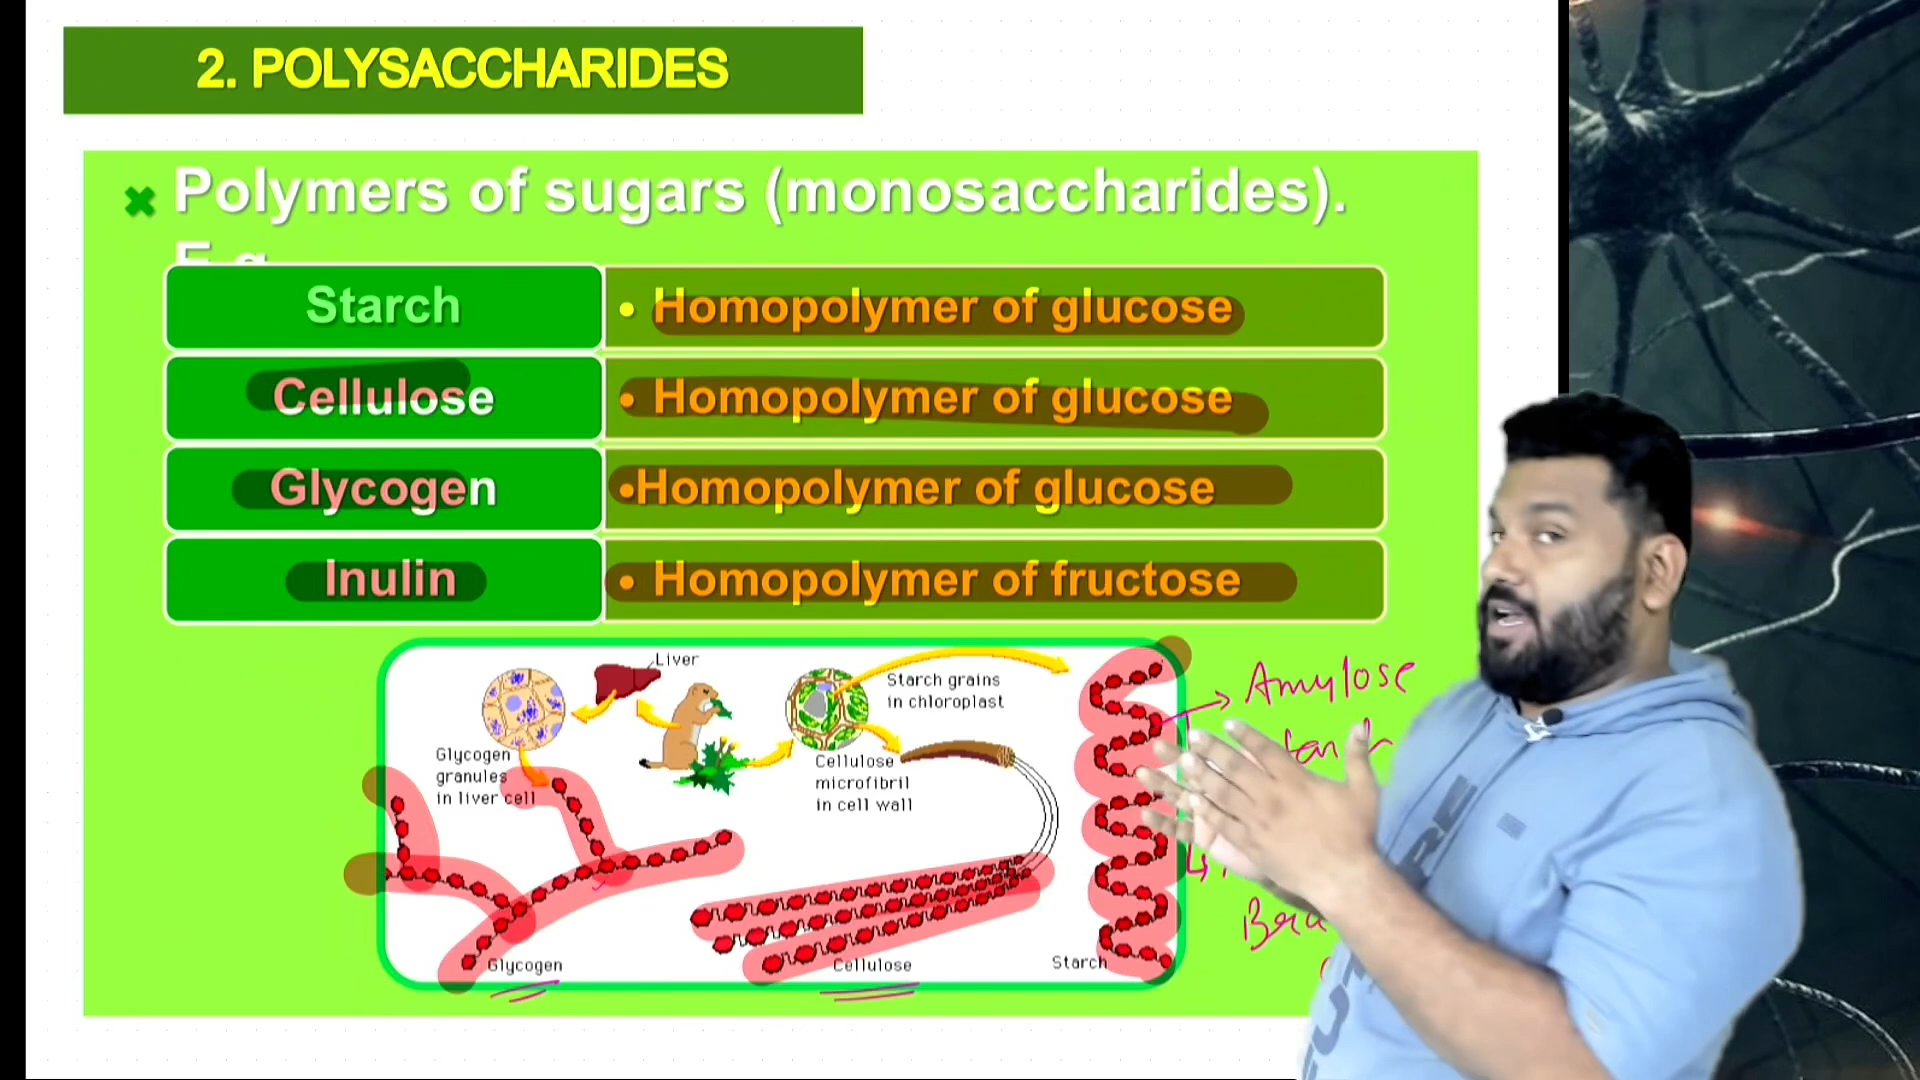 2. POLYSACCHARIDES
Polymers of sugars (monosaccharides).
E.g.
Starch
• Homopolymer of glucose
Cellulose
• Homopolymer of glucose
Glycogen
•Homopolymer of glucose
Inulin
• Homopolymer of fructose
Liver
Starch grains
in chloroplast
Glycogen
granules
in liver cell
Cellulose
microfibril
in cell wall
Glycogen
Cellulose
Starch
Amylose